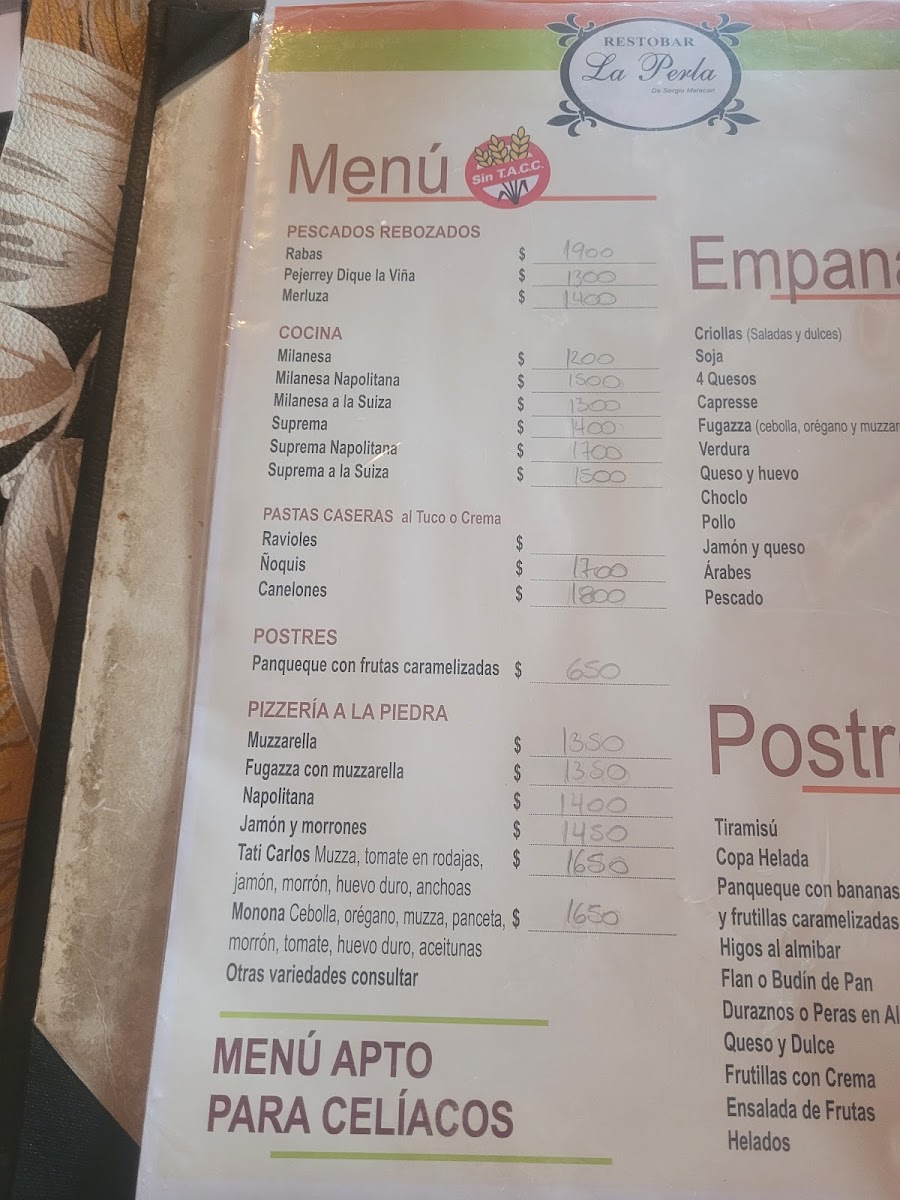 RESTOBAR
La Perla
De Sergio Malacori
Menú
Sin T.A.C.C.
PESCADOS REBOZADOS
Rabas $ 1900
Pejerrey Dique la Viña $ 1300
Merluza $ 1400
COCINA
Milanesa $ 1200
Milanesa Napolitana $ 1500
Milanesa a la Suiza $ 1300
Suprema $ 1400
Suprema Napolitana $ 1700
Suprema a la Suiza $ 1500
PASTAS CASERAS al Tuco o Crema
Ravioles $
Ñoquis $ 1700
Canelones $ 1800
POSTRES
Panqueque con frutas caramelizadas $ 650
PIZZERÍA A LA PIEDRA
Muzzarella $ 1350
Fugazza con muzzarella $ 1350
Napolitana $ 1400
Jamón y morrones $ 1450
Tati Carlos Muzza, tomate en rodajas, $ 1650
jamón, morrón, huevo duro, anchoas
Monona Cebolla, orégano, muzza, panceta, $ 1650
morrón, tomate, huevo duro, aceitunas
Otras variedades consultar
MENÚ APTO
PARA CELÍACOS
Empana
Criollas (Saladas y dulces)
Soja
4 Quesos
Capresse
Fugazza (cebolla, orégano y muzzar
Verdura
Queso y huevo
Choclo
Pollo
Jamón y queso
Árabes
Pescado
Postr
Tiramisú
Copa Helada
Panqueque con bananas
y frutillas caramelizadas
Higos al almibar
Flan o Budín de Pan
Duraznos o Peras en Al
Queso y Dulce
Frutillas con Crema
Ensalada de Frutas
Helados